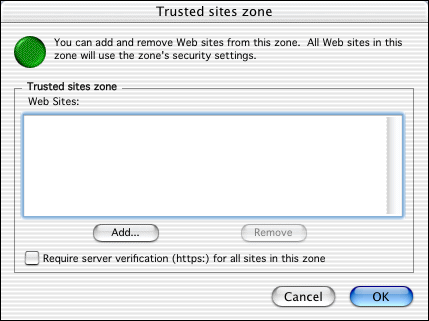 Trusted sites zone
You can add and remove Web sites from this zone.  All Web sites in this
zone will use the zone's security settings.
Trusted sites zone
Web Sites:
Add...
Remove
Require server verification (https:) for all sites in this zone
Cancel
OK